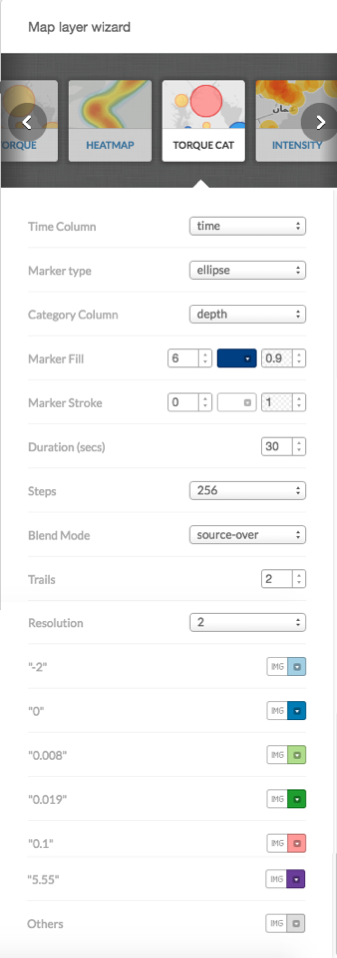 Map layer wizard
ORQUE HEATMAP TORQUE CAT INTENSITY
Time Column time
Marker type ellipse
Category Column depth
Marker Fill 6 0.9
Marker Stroke 0 1
Duration (secs) 30
Steps 256
Blend Mode source-over
Trails 2
Resolution 2
"-2" IMG
"0" IMG
"0.008" IMG
"0.019" IMG
"0.1" IMG
"5.55" IMG
Others IMG